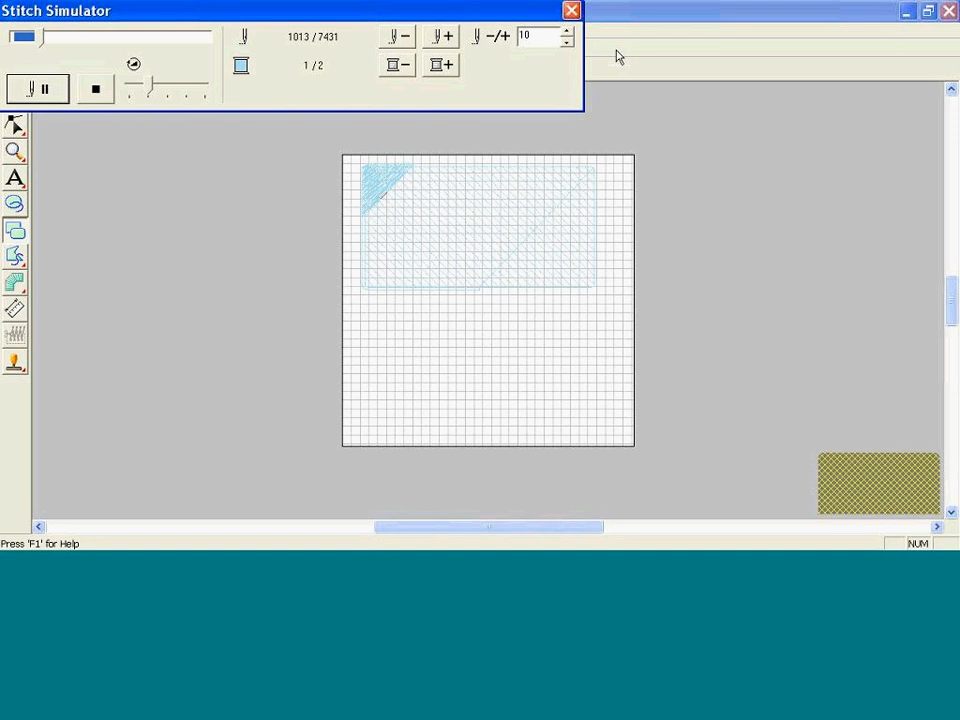 Stitch Simulator
1013 / 7431
-/+ 10
1 / 2
A
Press 'F1' for Help
NUM